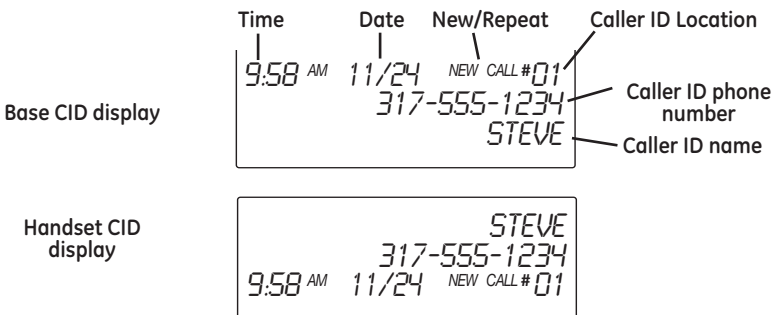 Time Date New/Repeat Caller ID Location
9:58 AM 11/24 NEW CALL #01
Base CID display
317-555-1234
Caller ID phone number
STEVE
Caller ID name
Handset CID display
STEVE
317-555-1234
9:58 AM 11/24 NEW CALL #01